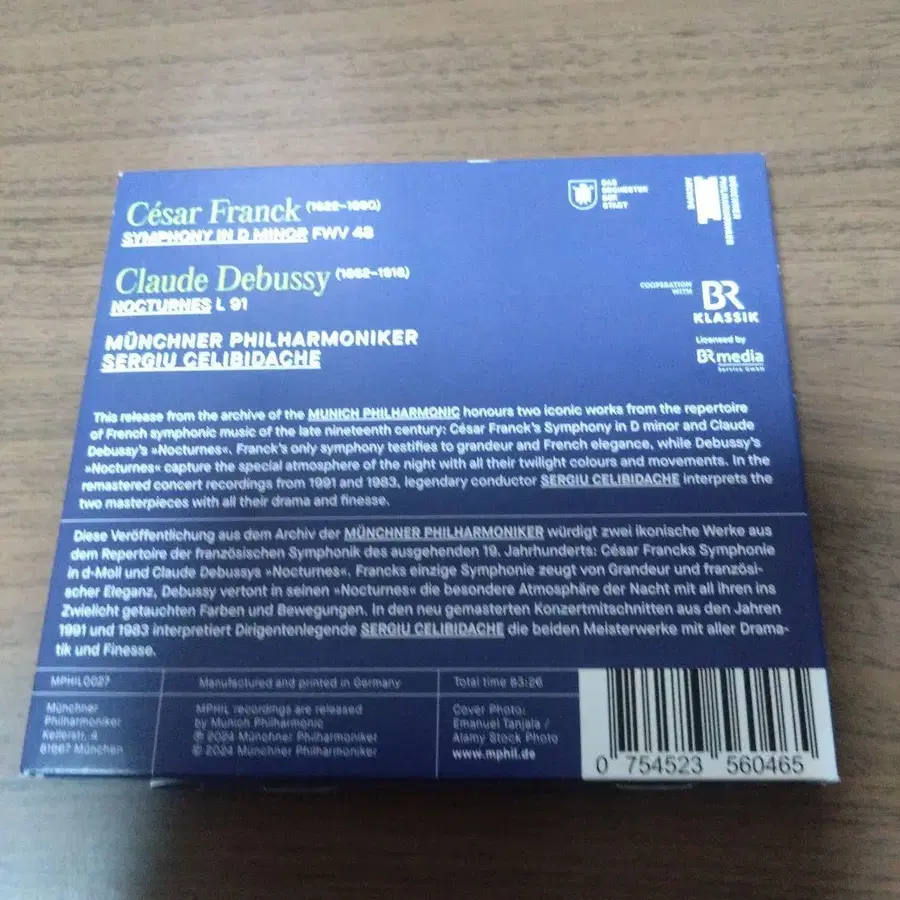 César Franck (1822–1890)
SYMPHONY IN D MINOR FWV 48
Claude Debussy (1862–1918)
NOCTURNES L 91
MÜNCHNER PHILHARMONIKER
SERGIU CELIBIDACHE
DAS
ORCHESTER
DER
STADT
MÜNCHNER
PHILHARMONIKER
COOPERATION
WITH
BR
KLASSIK
Licensed by
BRmedia
Service GmbH
This release from the archive of the MUNICH PHILHARMONIC honours two iconic works from the repertoire
of French symphonic music of the late nineteenth century: César Franck's Symphony in D minor and Claude
Debussy's »Nocturnes«. Franck's only symphony testifies to grandeur and French elegance, while Debussy's
»Nocturnes« capture the special atmosphere of the night with all their twilight colours and movements. In the
remastered concert recordings from 1991 and 1983, legendary conductor SERGIU CELIBIDACHE interprets the
two masterpieces with all their drama and finesse.
Diese Veröffentlichung aus dem Archiv der MÜNCHNER PHILHARMONIKER würdigt zwei ikonische Werke aus
dem Repertoire der französischen Symphonik des ausgehenden 19. Jahrhunderts: César Francks Symphonie
in d-Moll und Claude Debussys »Nocturnes«. Francks einzige Symphonie zeugt von Grandeur und französi-
scher Eleganz, Debussy vertont in seinen »Nocturnes« die besondere Atmosphäre der Nacht mit all ihren ins
Zwielicht getauchten Farben und Bewegungen. In den neu gemasterten Konzertmitschnitten aus den Jahren
1991 und 1983 interpretiert Dirigentenlegende SERGIU CELIBIDACHE die beiden Meisterwerke mit aller Drama-
tik und Finesse.
MPHIL0027
Manufactured and printed in Germany
Total time 83:26
Münchner
Philharmoniker
Kellerstr. 4
81667 München
MPHIL recordings are released
by Munich Philharmonic
℗ 2024 Münchner Philharmoniker
© 2024 Münchner Philharmoniker
Cover Photo:
Emanuel Tanjala /
Alamy Stock Photo
www.mphil.de
0 754523 560465